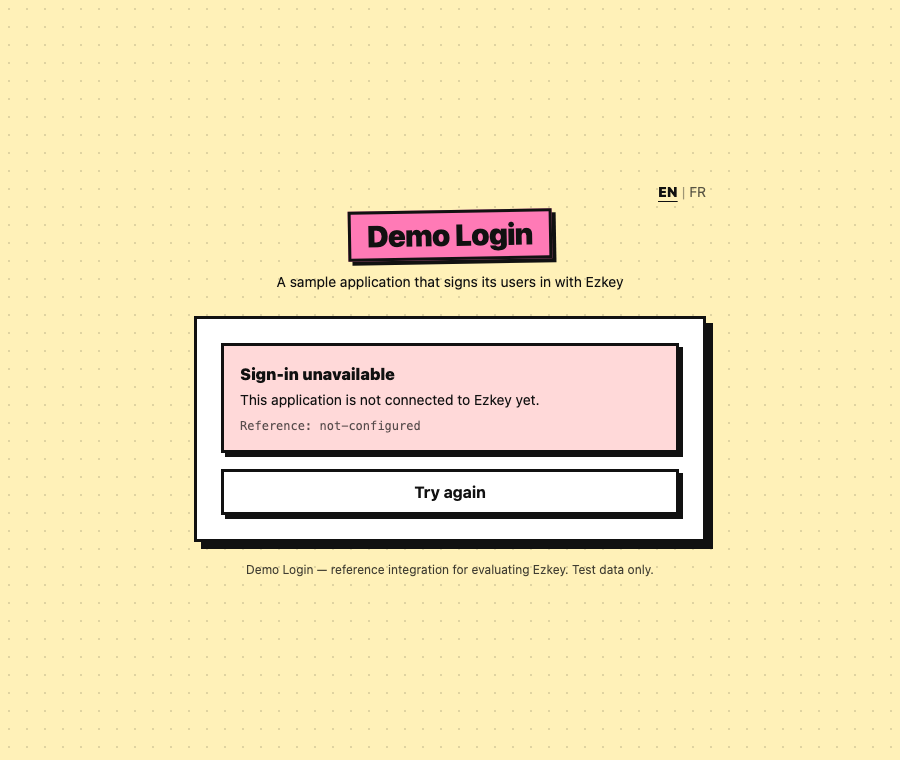 EN | FR
Demo Login
A sample application that signs its users in with Ezkey
Sign-in unavailable
This application is not connected to Ezkey yet.
Reference: not-configured
Try again
Demo Login — reference integration for evaluating Ezkey. Test data only.